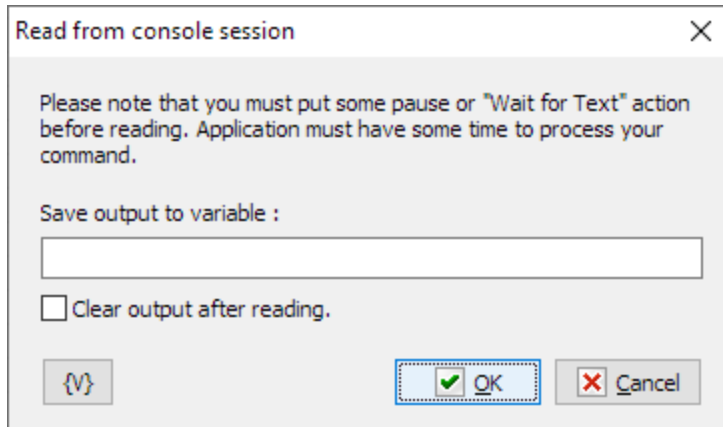 Read from console session
Please note that you must put some pause or "Wait for Text" action
before reading. Application must have some time to process your
command.
Save output to variable :
Clear output after reading.
{V}
OK
Cancel